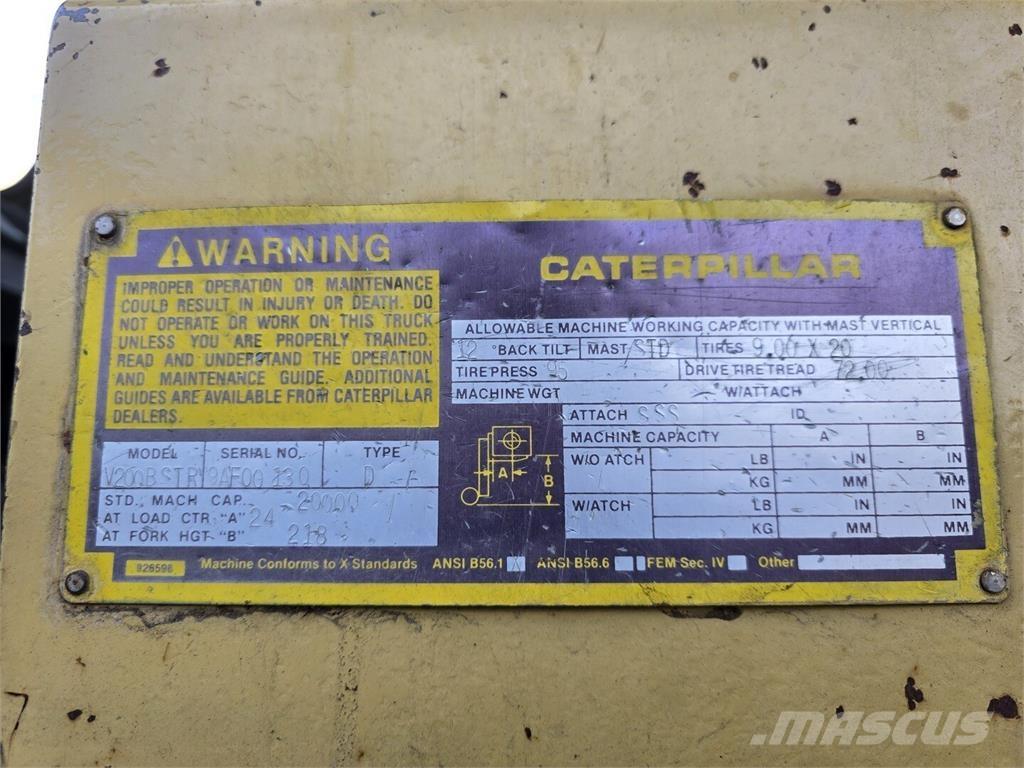 WARNING
IMPROPER OPERATION OR MAINTENANCE
COULD RESULT IN INJURY OR DEATH. DO
NOT OPERATE OR WORK ON THIS TRUCK
UNLESS YOU ARE PROPERLY TRAINED.
READ AND UNDERSTAND THE OPERATION
AND MAINTENANCE GUIDE. ADDITIONAL
GUIDES ARE AVAILABLE FROM CATERPILLAR
DEALERS.
MODEL SERIAL NO. TYPE
V200B STR D
STD. MACH CAP. 20000
AT LOAD CTR. "A" 24
AT FORK HGT- "B" 218
CATERPILLAR
ALLOWABLE MACHINE WORKING CAPACITY WITH MAST VERTICAL
12 °BACK TILT MAST STD TIRES 9.00 X 20
TIRE PRESS 95 DRIVE TIRE TREAD 72.00
MACHINE WGT W/ATTACH
ATTACH SSS ID
MACHINE CAPACITY A B
W/O ATCH LB IN IN
KG MM MM
W/ATCH LB IN IN
KG MM MM
A B
926596 Machine Conforms to X Standards ANSI B56.1 X ANSI B56.6 FEM Sec. IV Other
MASCUS